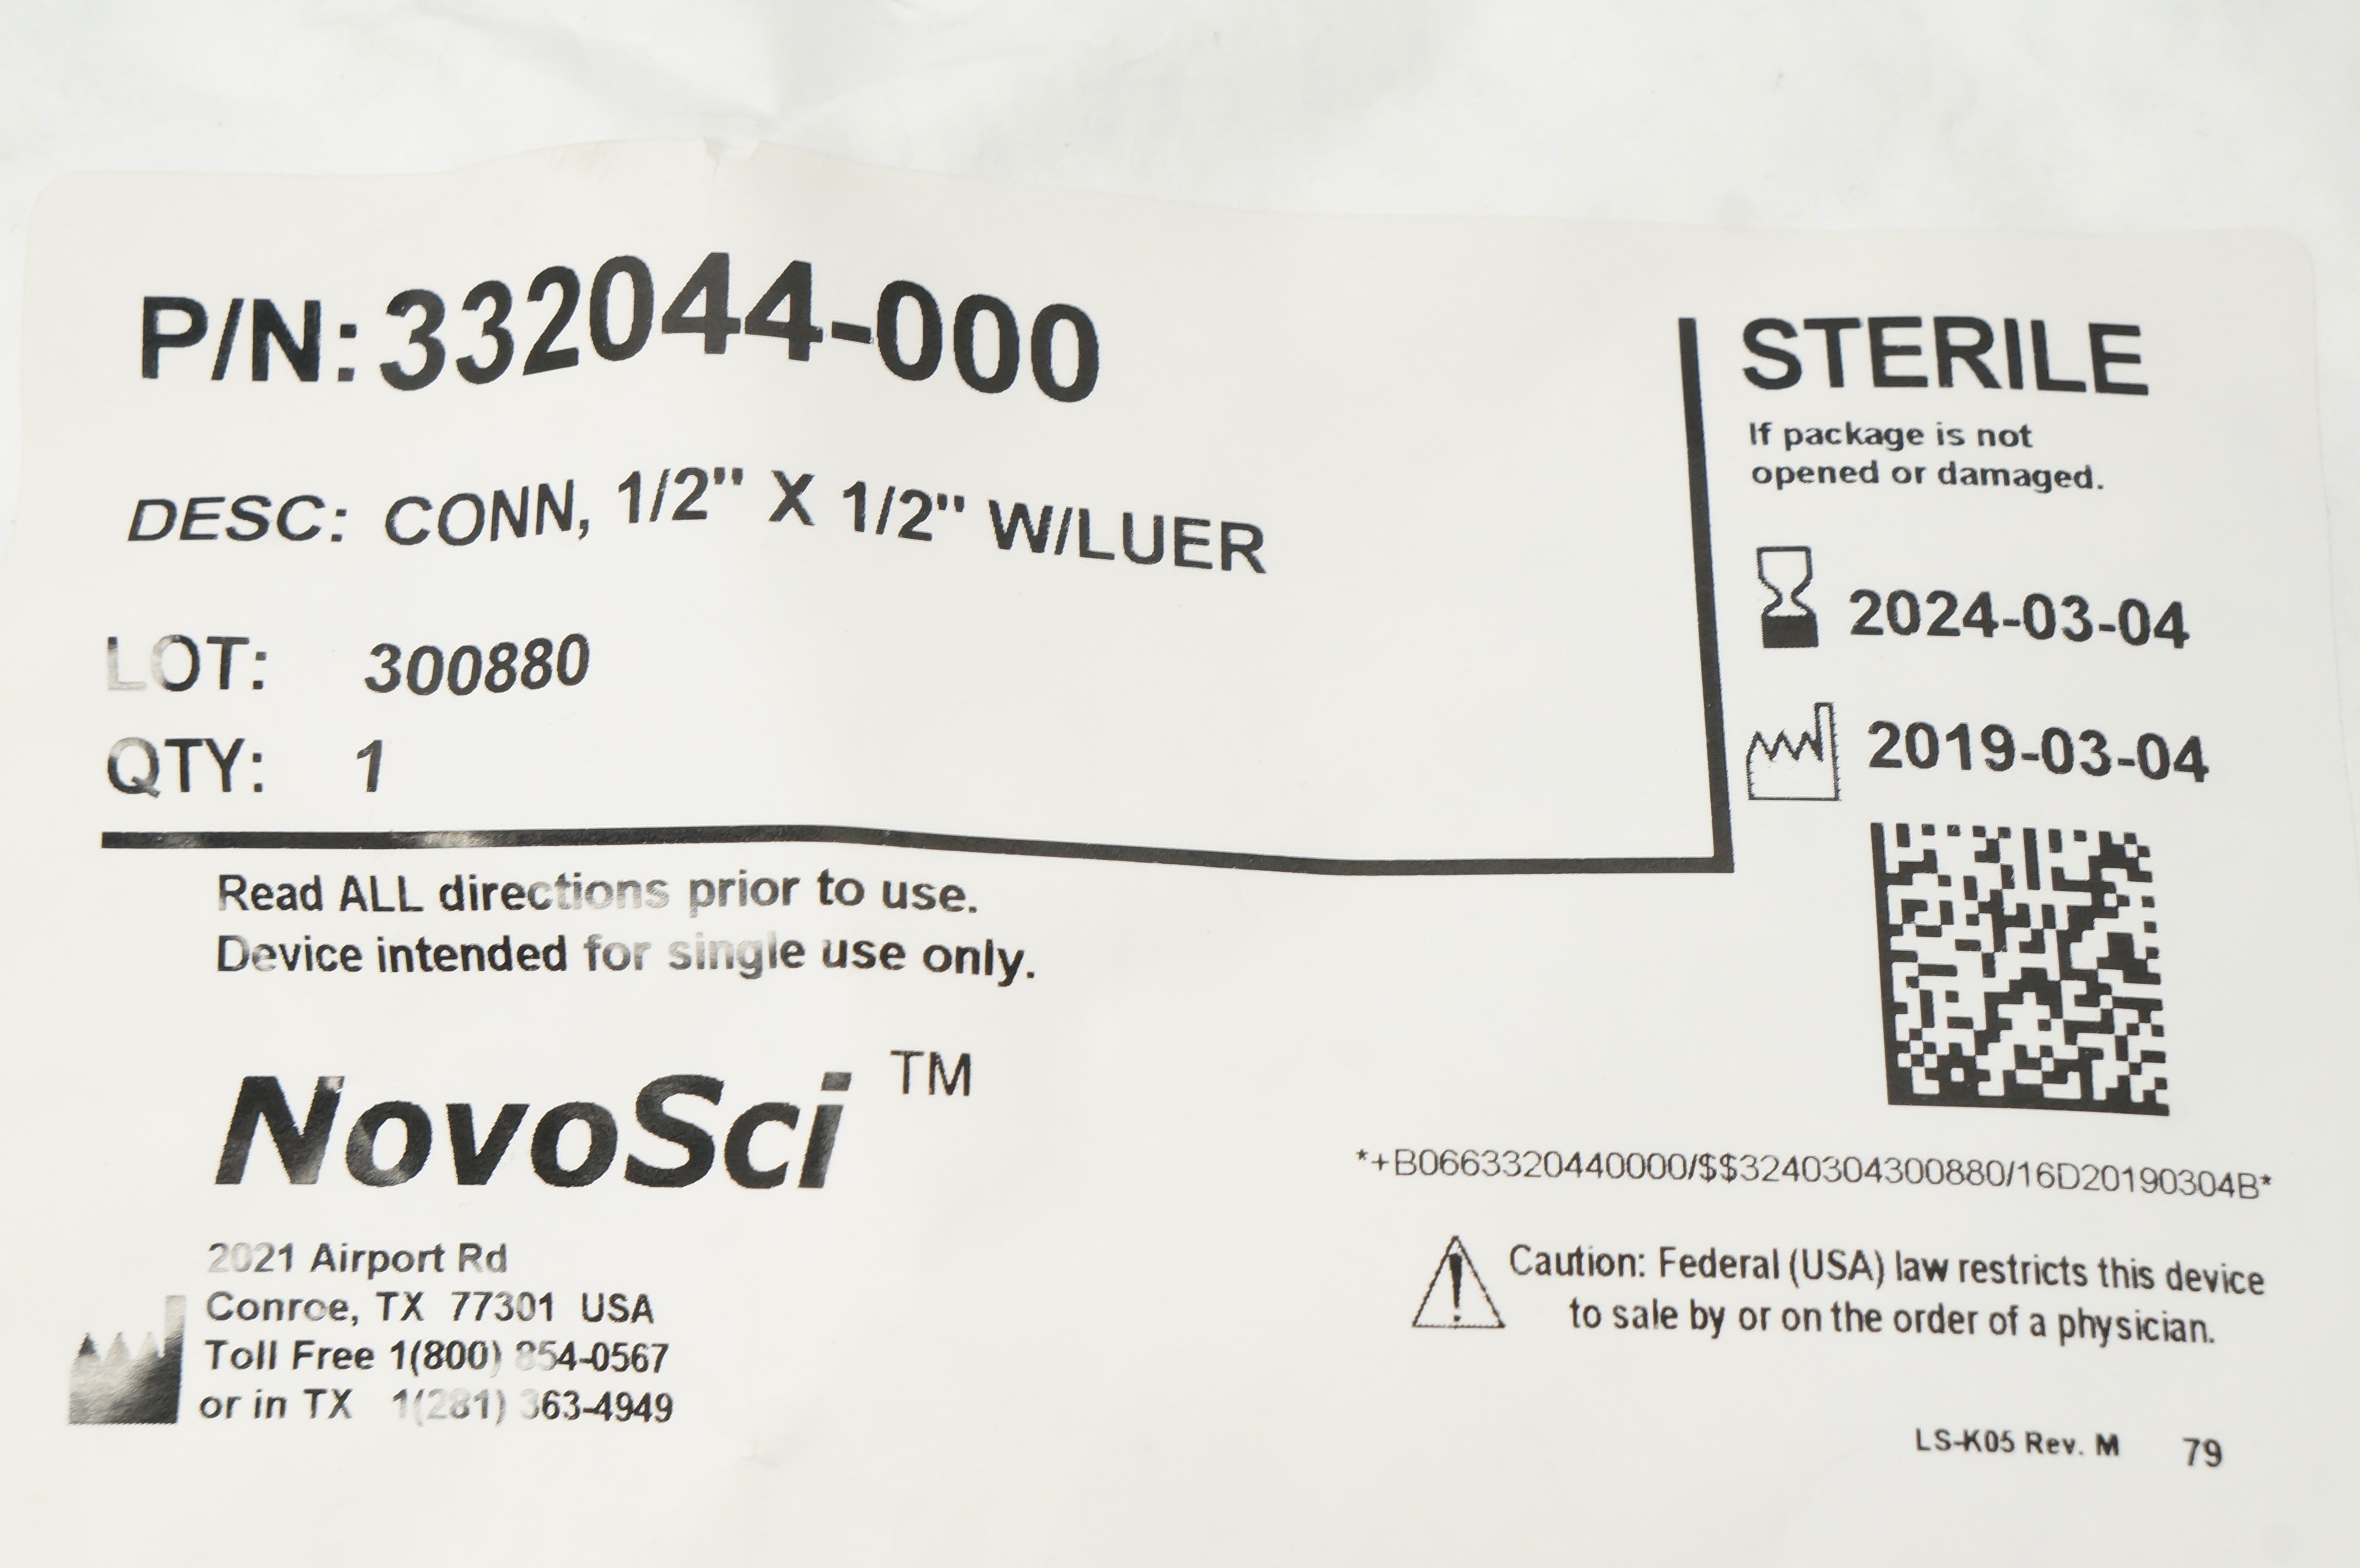 P/N: 332044-000
DESC: CONN, 1/2" X 1/2" W/LUER
LOT: 300880
QTY: 1
STERILE
If package is not
opened or damaged.
2024-03-04
2019-03-04
Read ALL directions prior to use.
Device intended for single use only.
NovoSci ™
2021 Airport Rd
Conroe, TX 77301 USA
Toll Free 1(800) 854-0567
or in TX 1(281) 363-4949
*+B0663320440000/$$3240304300880/16D20190304B*
Caution: Federal (USA) law restricts this device
to sale by or on the order of a physician.
LS-K05 Rev. M 79